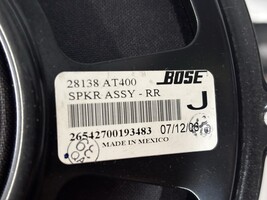 28138 AT400
BOSE
SPKR ASSY - RR
J
26542700193483
07/12/05
MADE IN MEXICO